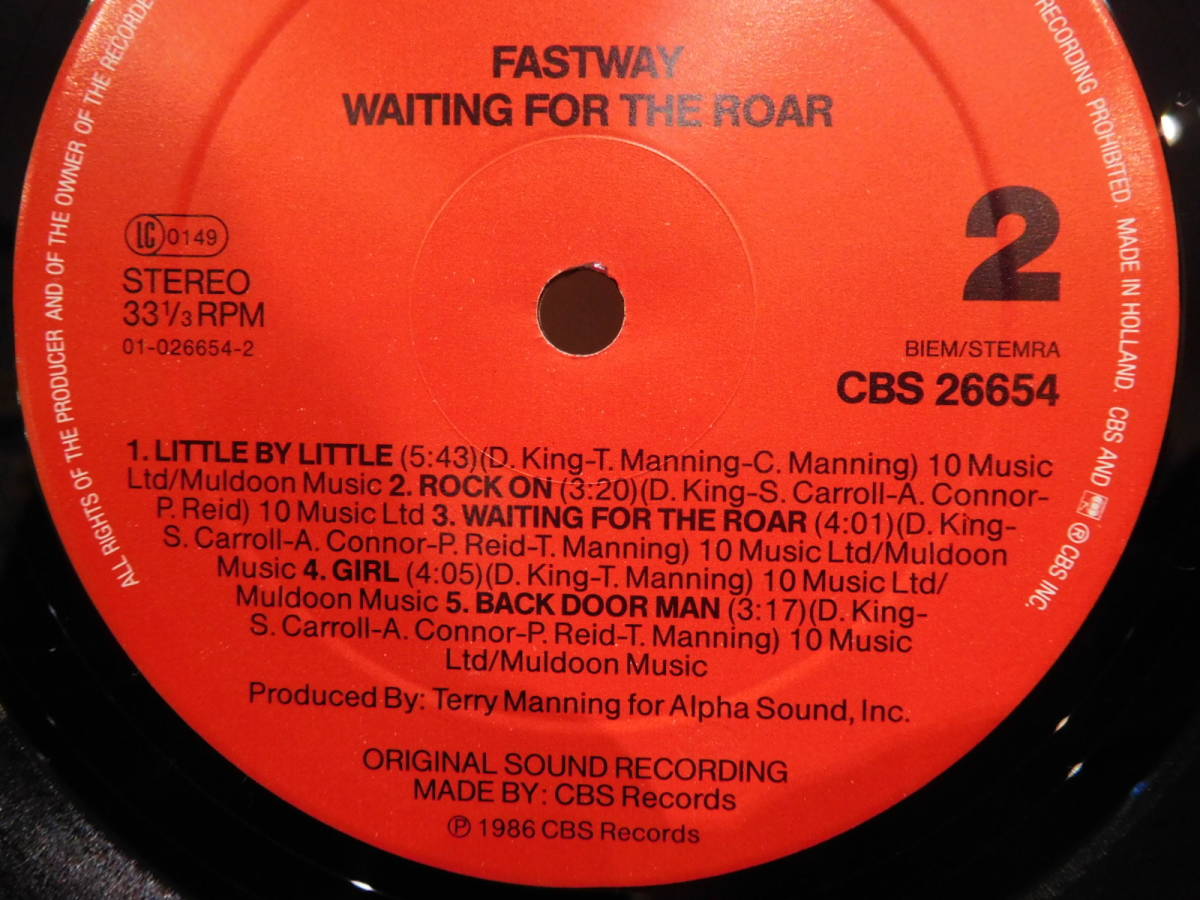 FASTWAY
WAITING FOR THE ROAR
LC 0149
STEREO
33 1/3 RPM
01-026654-2
2
BIEM/STEMRA
CBS 26654
1. LITTLE BY LITTLE (5:43)(D. King-T. Manning-C. Manning) 10 Music
Ltd/Muldoon Music 2. ROCK ON (3:20)(D. King-S. Carroll-A. Connor-
P. Reid) 10 Music Ltd 3. WAITING FOR THE ROAR (4:01)(D. King-
S. Carroll-A. Connor-P. Reid-T. Manning) 10 Music Ltd/Muldoon
Music 4. GIRL (4:05)(D. King-T. Manning) 10 Music Ltd/
Muldoon Music 5. BACK DOOR MAN (3:17)(D. King-
S. Carroll-A. Connor-P. Reid-T. Manning) 10 Music
Ltd/Muldoon Music
Produced By: Terry Manning for Alpha Sound, Inc.
ORIGINAL SOUND RECORDING
MADE BY: CBS Records
℗ 1986 CBS Records
ALL RIGHTS OF THE PRODUCER AND OF THE OWNER OF THE
RECORDING PROHIBITED. MADE IN HOLLAND. CBS AND ® CBS INC.